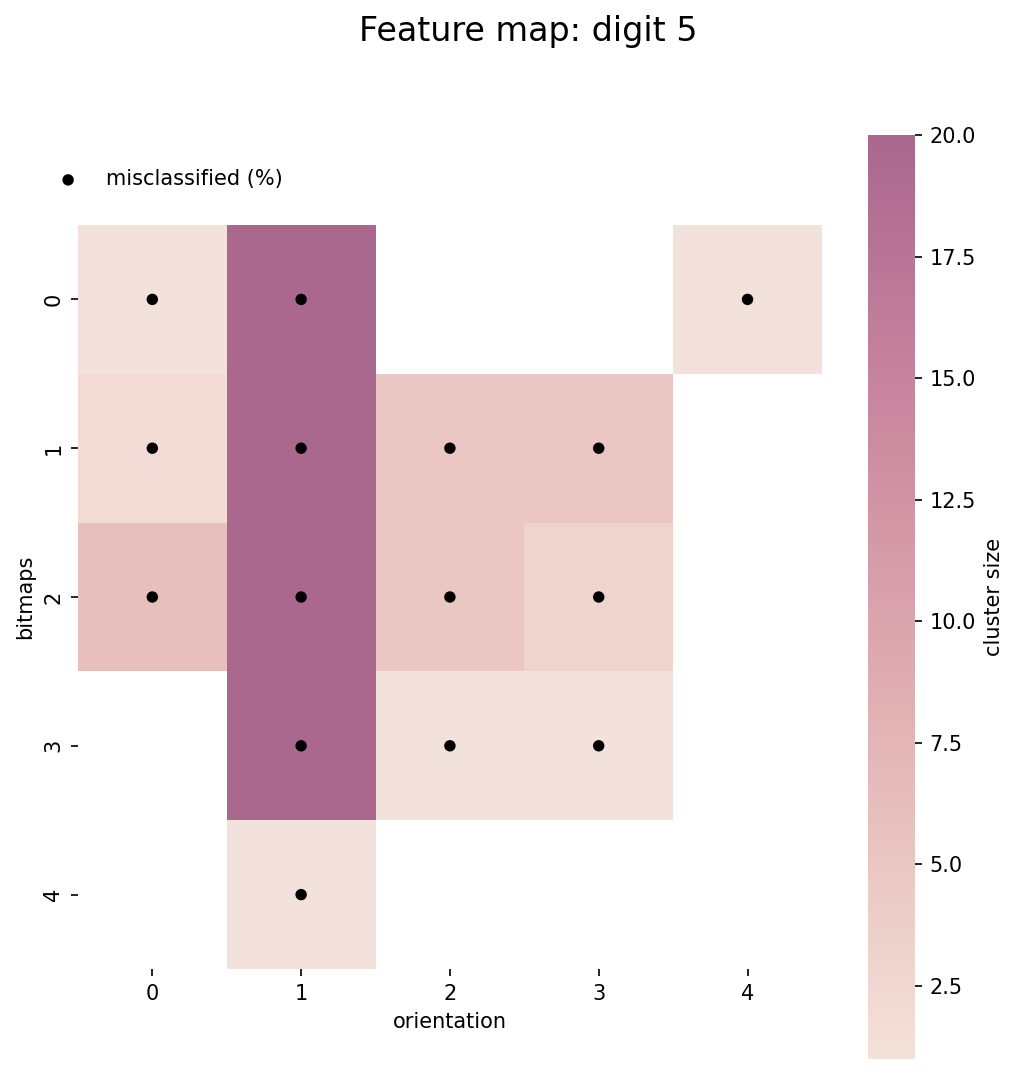 Feature map: digit 5
misclassified (%)
20.0
17.5
15.0
12.5
10.0
7.5
5.0
2.5
cluster size
bitmaps
0
1
2
3
4
0 1 2 3 4
orientation